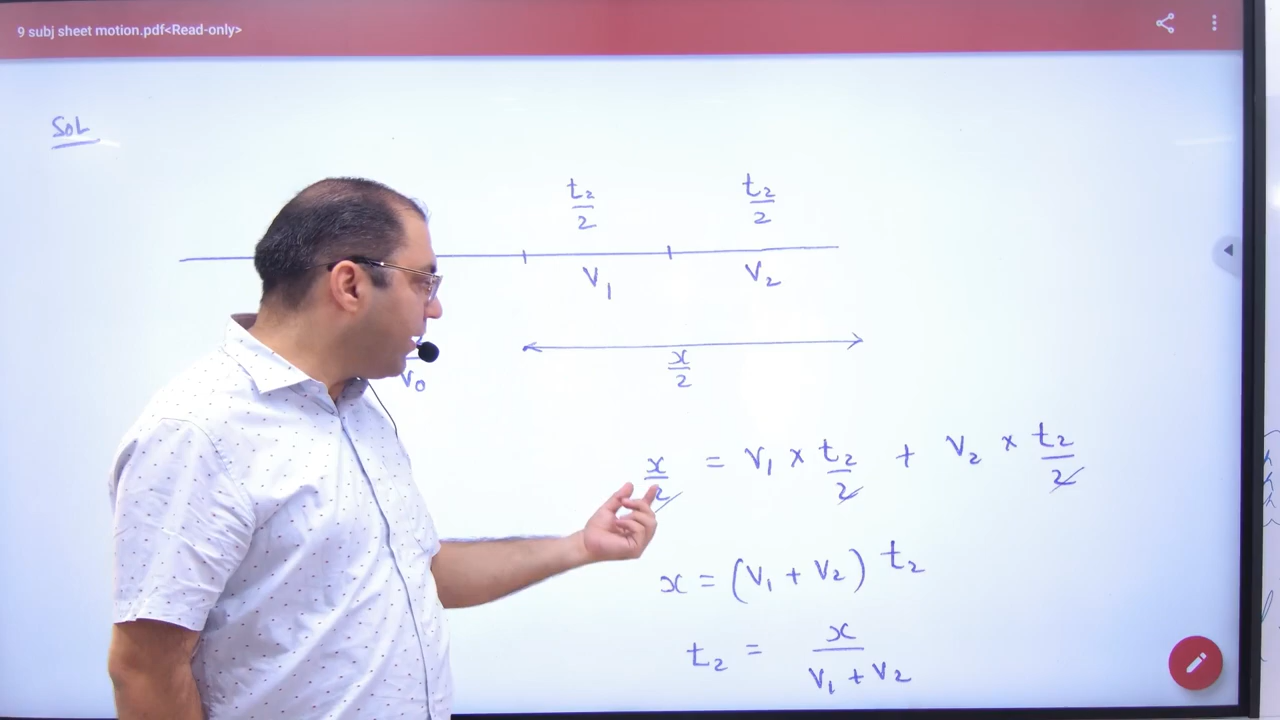 9 subj sheet motion.pdf<Read-only>
Sol
t₂/2 t₂/2
V₁ V₂
x/2
V₀
x/2 = V₁ × t₂/2 + V₂ × t₂/2
x = (V₁ + V₂) t₂
t₂ = x/(V₁ + V₂)